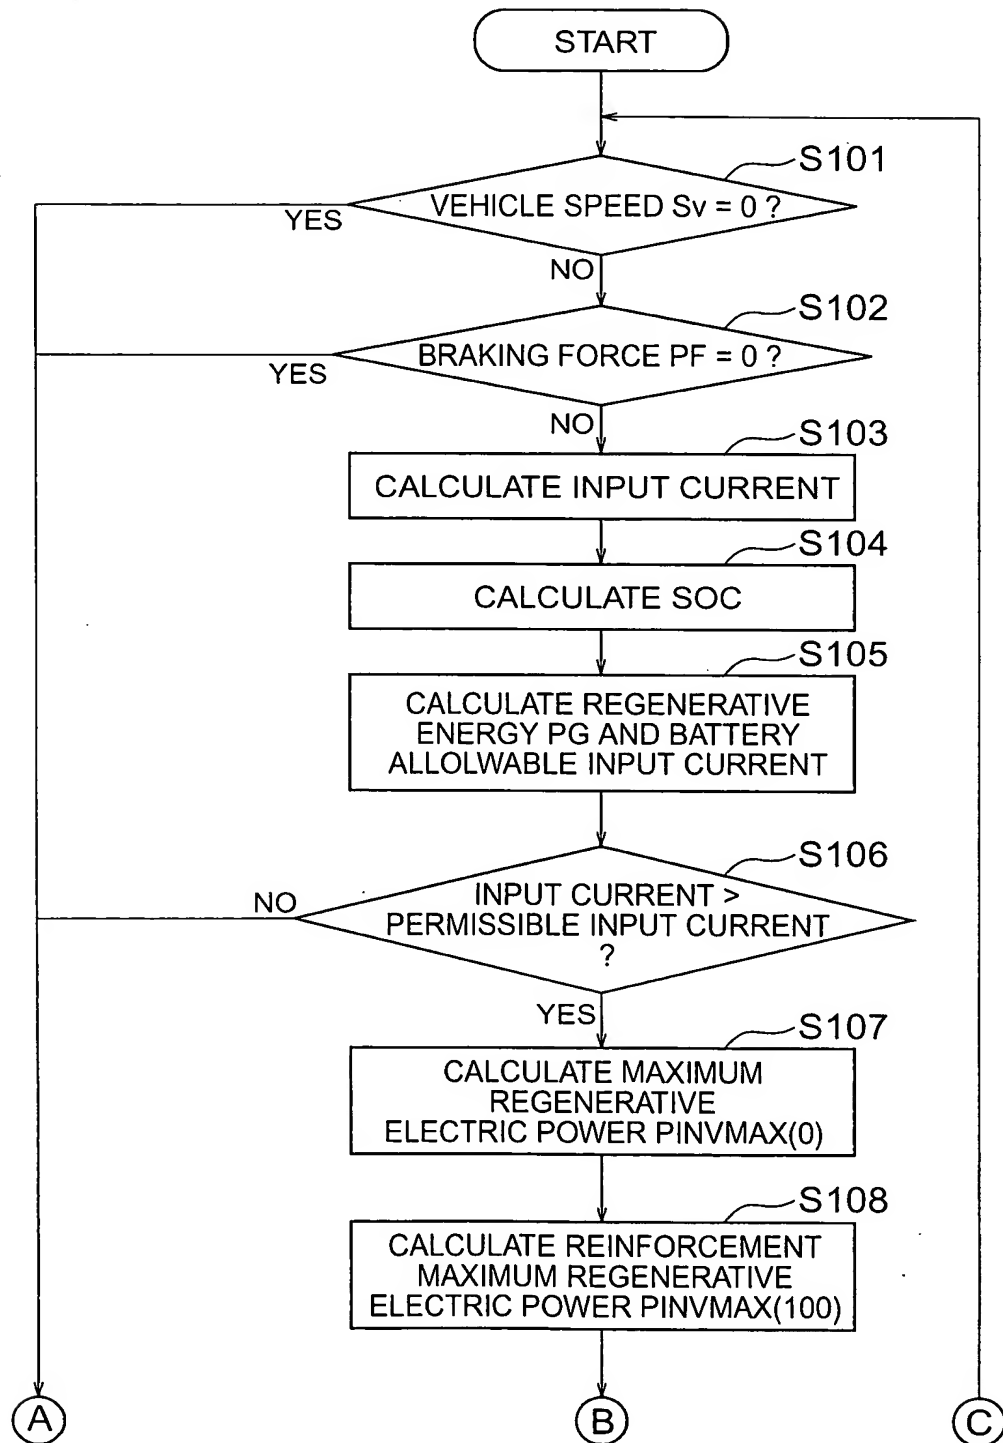 START
S101
VEHICLE SPEED Sv = 0 ?
YES
NO
S102
BRAKING FORCE PF = 0 ?
YES
NO
S103
CALCULATE INPUT CURRENT
S104
CALCULATE SOC
S105
CALCULATE REGENERATIVE
ENERGY PG AND BATTERY
ALLOLWABLE INPUT CURRENT
S106
INPUT CURRENT >
PERMISSIBLE INPUT CURRENT
?
NO
YES
S107
CALCULATE MAXIMUM
REGENERATIVE
ELECTRIC POWER PINVMAX(0)
S108
CALCULATE REINFORCEMENT
MAXIMUM REGENERATIVE
ELECTRIC POWER PINVMAX(100)
A
B
C